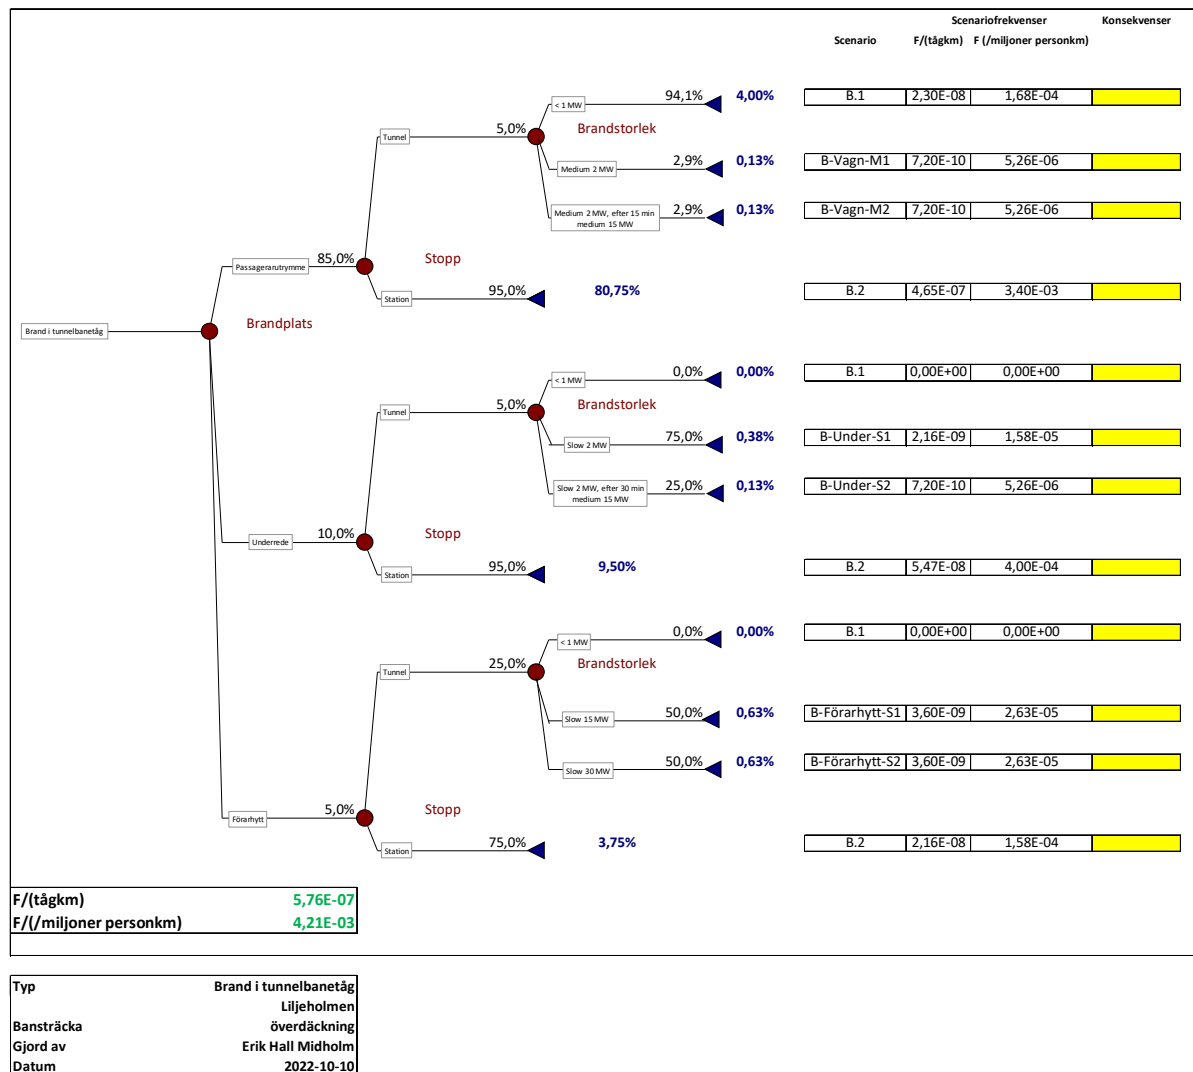 Scenariofrekvenser Konsekvenser
Scenario F/(tågkm) F (/miljoner personkm)
< 1 MW 94,1% 4,00% B.1 2,30E-08 1,68E-04
Tunnel 5,0% Brandstorlek
Medium 2 MW 2,9% 0,13% B-Vagn-M1 7,20E-10 5,26E-06
Medium 2 MW, efter 15 min
medium 15 MW 2,9% 0,13% B-Vagn-M2 7,20E-10 5,26E-06
Passagerarutrymme 85,0% Stopp
Station 95,0% 80,75% B.2 4,65E-07 3,40E-03
Brand i tunnelbanetåg Brandplats
< 1 MW 0,0% 0,00% B.1 0,00E+00 0,00E+00
Tunnel 5,0% Brandstorlek
Slow 2 MW 75,0% 0,38% B-Under-S1 2,16E-09 1,58E-05
Slow 2 MW, efter 30 min
medium 15 MW 25,0% 0,13% B-Under-S2 7,20E-10 5,26E-06
Underrede 10,0% Stopp
Station 95,0% 9,50% B.2 5,47E-08 4,00E-04
< 1 MW 0,0% 0,00% B.1 0,00E+00 0,00E+00
Tunnel 25,0% Brandstorlek
Slow 15 MW 50,0% 0,63% B-Förarhytt-S1 3,60E-09 2,63E-05
Slow 30 MW 50,0% 0,63% B-Förarhytt-S2 3,60E-09 2,63E-05
Förarhytt 5,0% Stopp
Station 75,0% 3,75% B.2 2,16E-08 1,58E-04
F/(tågkm) 5,76E-07
F/(/miljoner personkm) 4,21E-03
Typ Brand i tunnelbanetåg
Liljeholmen
Bansträcka överdäckning
Gjord av Erik Hall Midholm
Datum 2022-10-10